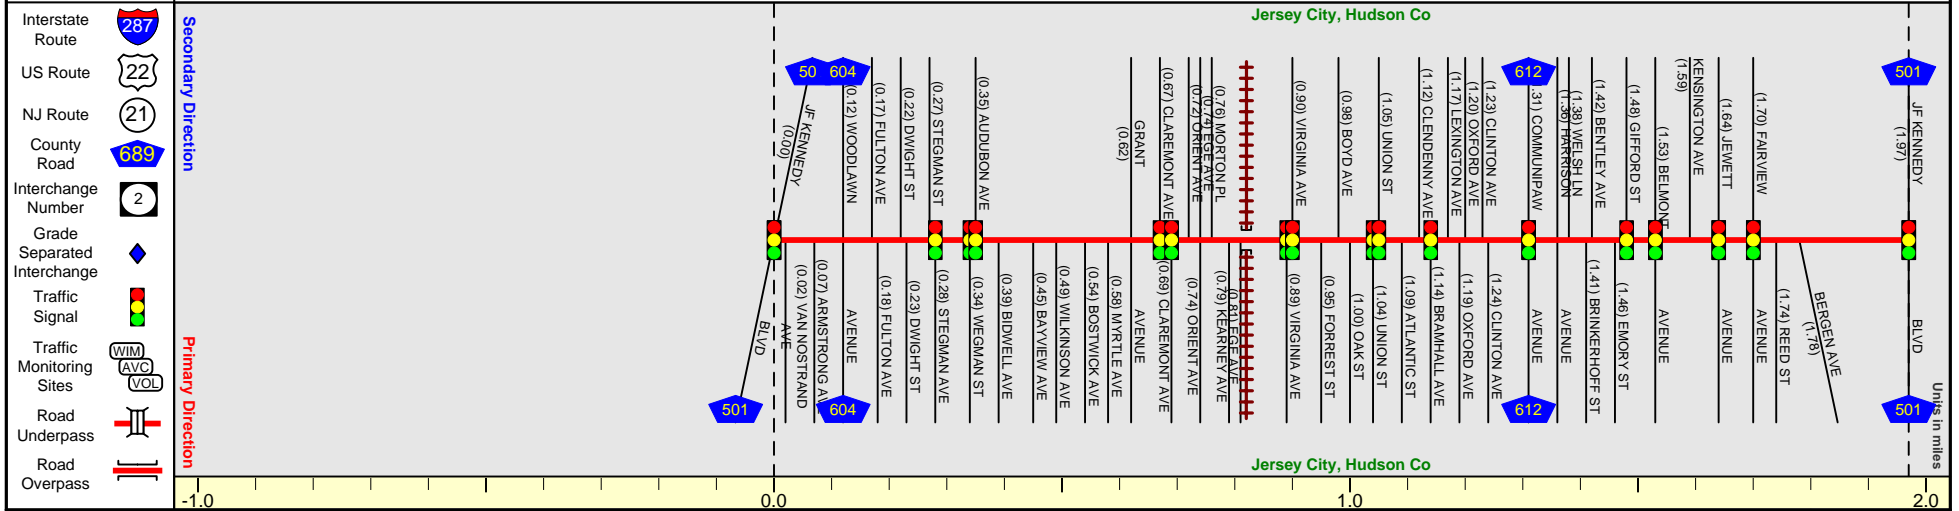 Interstate
Route
287
US Route
22
NJ Route
21
County
Road
689
Interchange
Number
2
Grade
Separated
Interchange
Traffic
Signal
Traffic
Monitoring
Sites
WIM
AVC
VOL
Road
Underpass
Road
Overpass
Secondary Direction
Primary Direction
Jersey City, Hudson Co
50
604
612
501
JF KENNEDY
(0.00)
(0.12) WOODLAWN
(0.17) FULTON AVE
(0.22) DWIGHT ST
(0.27) STEGMAN ST
(0.35) AUDUBON AVE
GRANT
(0.62)
(0.67) CLAREMONT AVE
(0.72) ORIENT AVE
(0.74) EGE AVE
(0.76) MORTON PL
(0.90) VIRGINIA AVE
(0.98) BOYD AVE
(1.05) UNION ST
(1.12) CLENDENNY AVE
(1.17) LEXINGTON AVE
(1.20) OXFORD AVE
(1.23) CLINTON AVE
.31) COMMUNIPAW
(1.36) HARRISON
(1.38) WELSH LN
(1.42) BENTLEY AVE
(1.48) GIFFORD ST
(1.53) BELMONT
KENSINGTON AVE
(1.59)
(1.64) JEWETT
(1.70) FAIRVIEW
JF KENNEDY
(1.97)
BLVD
(0.02) VAN NOSTRAND
AVE
(0.07) ARMSTRONG AV
AVENUE
(0.18) FULTON AVE
(0.23) DWIGHT ST
(0.28) STEGMAN AVE
(0.34) WEGMAN ST
(0.39) BIDWELL AVE
(0.45) BAYVIEW AVE
(0.49) WILKINSON AVE
(0.54) BOSTWICK AVE
(0.58) MYRTLE AVE
AVENUE
(0.69) CLAREMONT AVE
(0.74) ORIENT AVE
(0.79) KEARNEY AVE
(0.81) EGE AVE
(0.89) VIRGINIA AVE
(0.95) FORREST ST
(1.00) OAK ST
(1.04) UNION ST
(1.09) ATLANTIC ST
(1.14) BRAMHALL AVE
(1.19) OXFORD AVE
(1.24) CLINTON AVE
AVENUE
AVENUE
(1.41) BRINKERHOFF ST
(1.46) EMORY ST
AVENUE
AVENUE
AVENUE
(1.74) REED ST
BERGEN AVE
(1.78)
BLVD
501
604
612
501
Units in miles
Jersey City, Hudson Co
-1.0
0.0
1.0
2.0